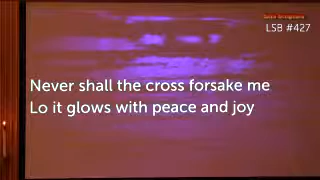 LSB #427
Never shall the cross forsake me
Lo it glows with peace and joy